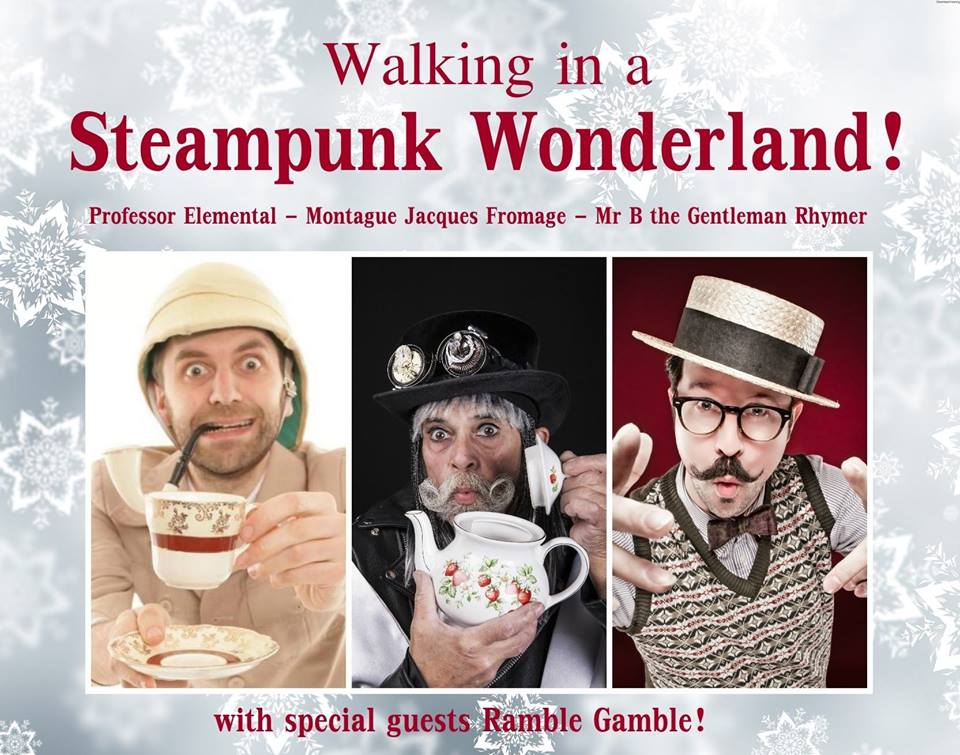 Walking in a
Steampunk Wonderland!
Professor Elemental – Montague Jacques Fromage – Mr B the Gentleman Rhymer
with special guests Ramble Gamble!